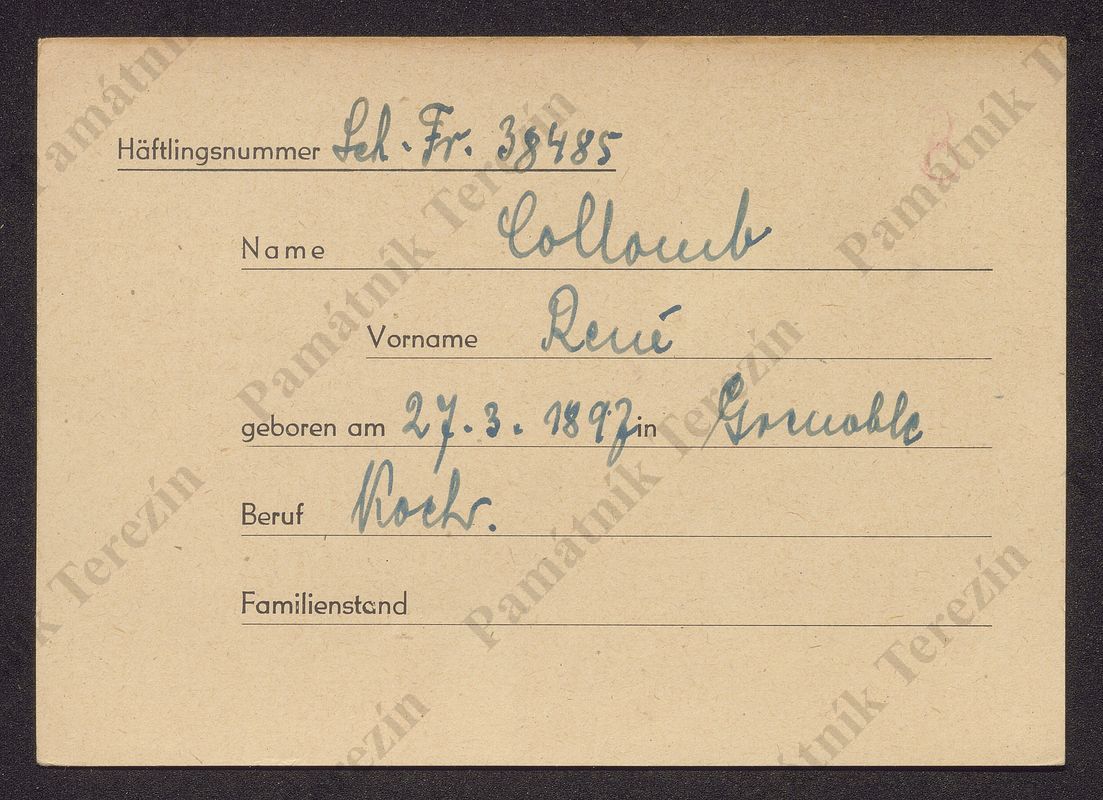 Häftlingsnummer Sch. Fr. 38485
Name Collomb
Vorname René
geboren am 27. 3. 1897 in Grenoble
Beruf Koch.
Familienstand
Památník Terezín